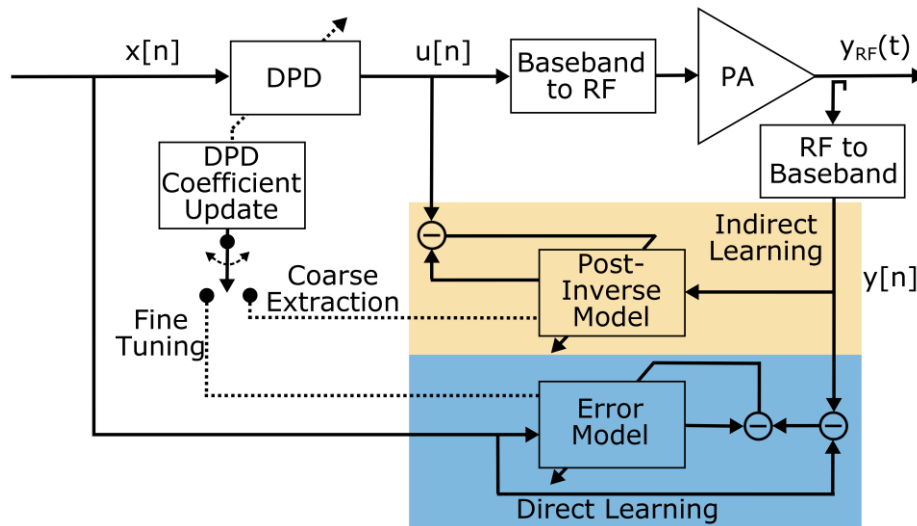 x[n]
DPD
u[n]
Baseband
to RF
PA
y_RF(t)
RF to
Baseband
DPD
Coefficient
Update
Indirect
Learning
y[n]
Post-
Inverse
Model
Coarse
Extraction
Fine
Tuning
Error
Model
Direct Learning